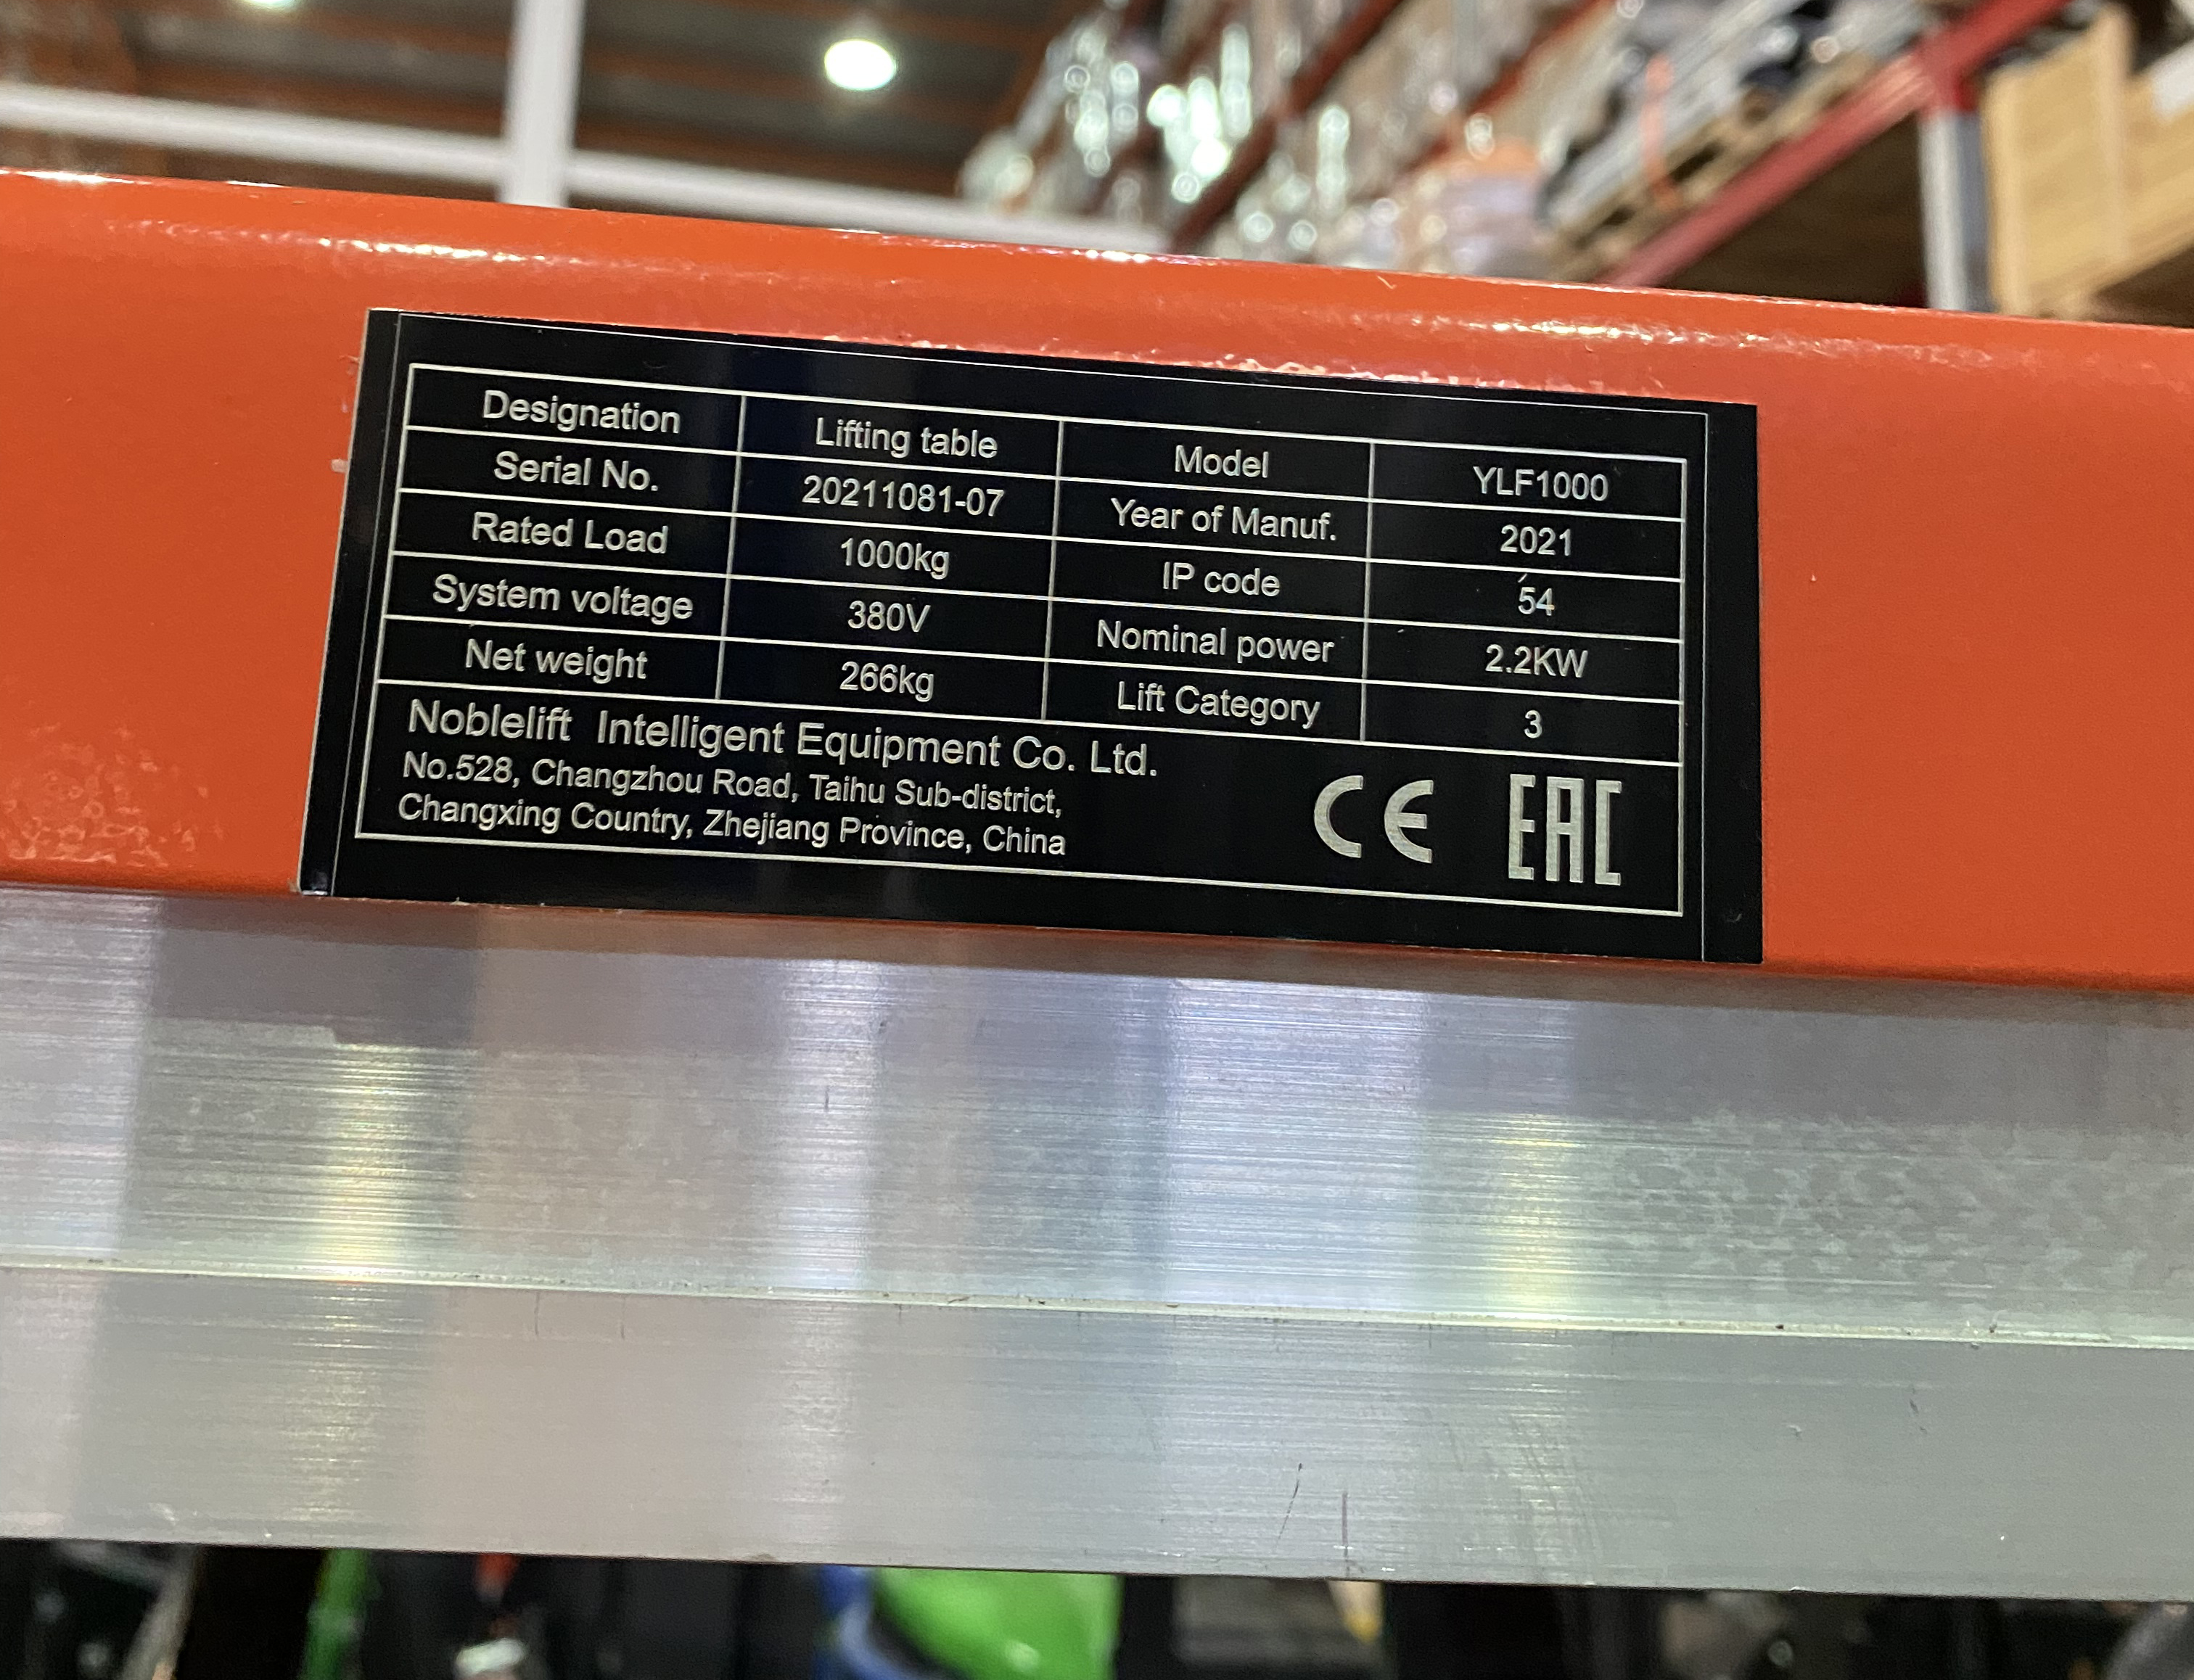 Designation Lifting table Model YLF1000
Serial No. 20211081-07 Year of Manuf. 2021
Rated Load 1000kg IP code 54
System voltage 380V Nominal power 2.2KW
Net weight 266kg Lift Category 3
Noblelift Intelligent Equipment Co. Ltd.
No.528, Changzhou Road, Taihu Sub-district,
Changxing Country, Zhejiang Province, China
CE EAC